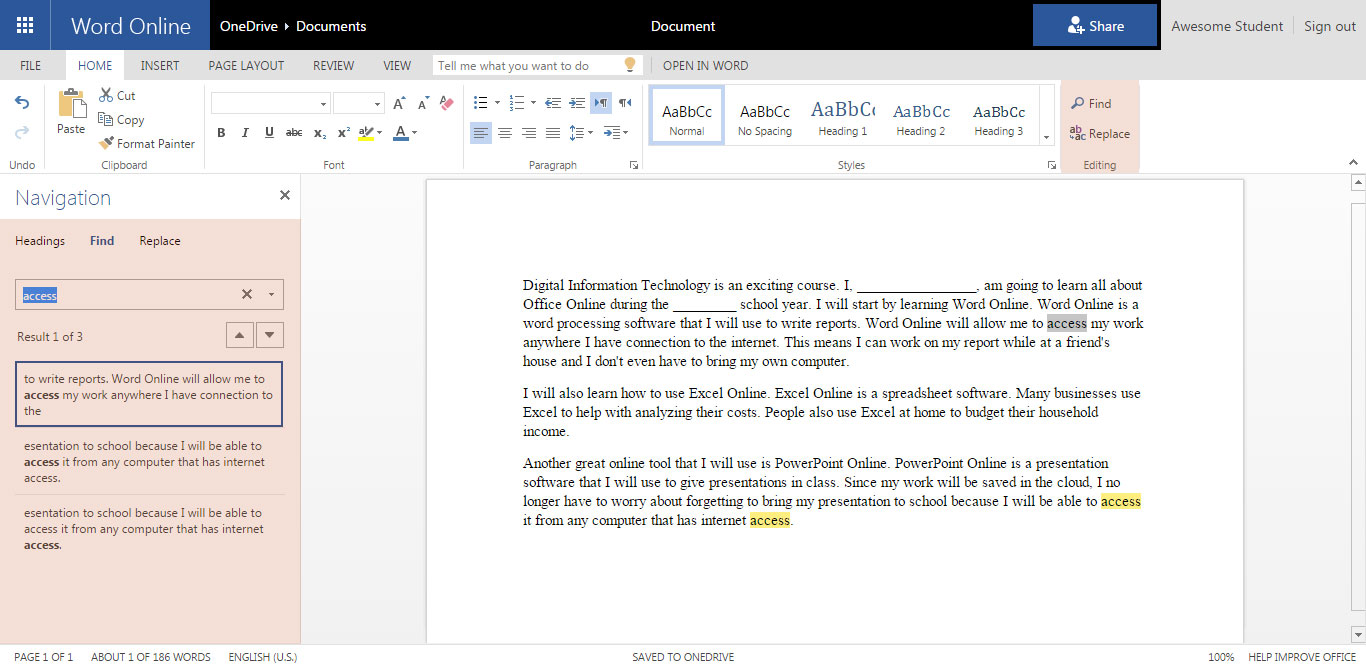 Word Online
OneDrive ▸ Documents
Document
Share
Awesome Student
Sign out
FILE
HOME
INSERT
PAGE LAYOUT
REVIEW
VIEW
Tell me what you want to do
OPEN IN WORD
Undo
Paste
Cut
Copy
Format Painter
Clipboard
B I U abc x₂ x² ab A
Font
Paragraph
AaBbCc
Normal
AaBbCc
No Spacing
AaBbC
Heading 1
AaBbCc
Heading 2
AaBbCc
Heading 3
Styles
Find
Replace
Editing
Navigation
Headings
Find
Replace
access
Result 1 of 3
to write reports. Word Online will allow me to
access my work anywhere I have connection to
the
esentation to school because I will be able to
access it from any computer that has internet
access.
esentation to school because I will be able to
access it from any computer that has internet
access.
Digital Information Technology is an exciting course. I, _________________, am going to learn all about
Office Online during the _________ school year. I will start by learning Word Online. Word Online is a
word processing software that I will use to write reports. Word Online will allow me to access my work
anywhere I have connection to the internet. This means I can work on my report while at a friend's
house and I don't even have to bring my own computer.
I will also learn how to use Excel Online. Excel Online is a spreadsheet software. Many businesses use
Excel to help with analyzing their costs. People also use Excel at home to budget their household
income.
Another great online tool that I will use is PowerPoint Online. PowerPoint Online is a presentation
software that I will use to give presentations in class. Since my work will be saved in the cloud, I no
longer have to worry about forgetting to bring my presentation to school because I will be able to access
it from any computer that has internet access.
PAGE 1 OF 1
ABOUT 1 OF 186 WORDS
ENGLISH (U.S.)
SAVED TO ONEDRIVE
100%
HELP IMPROVE OFFICE